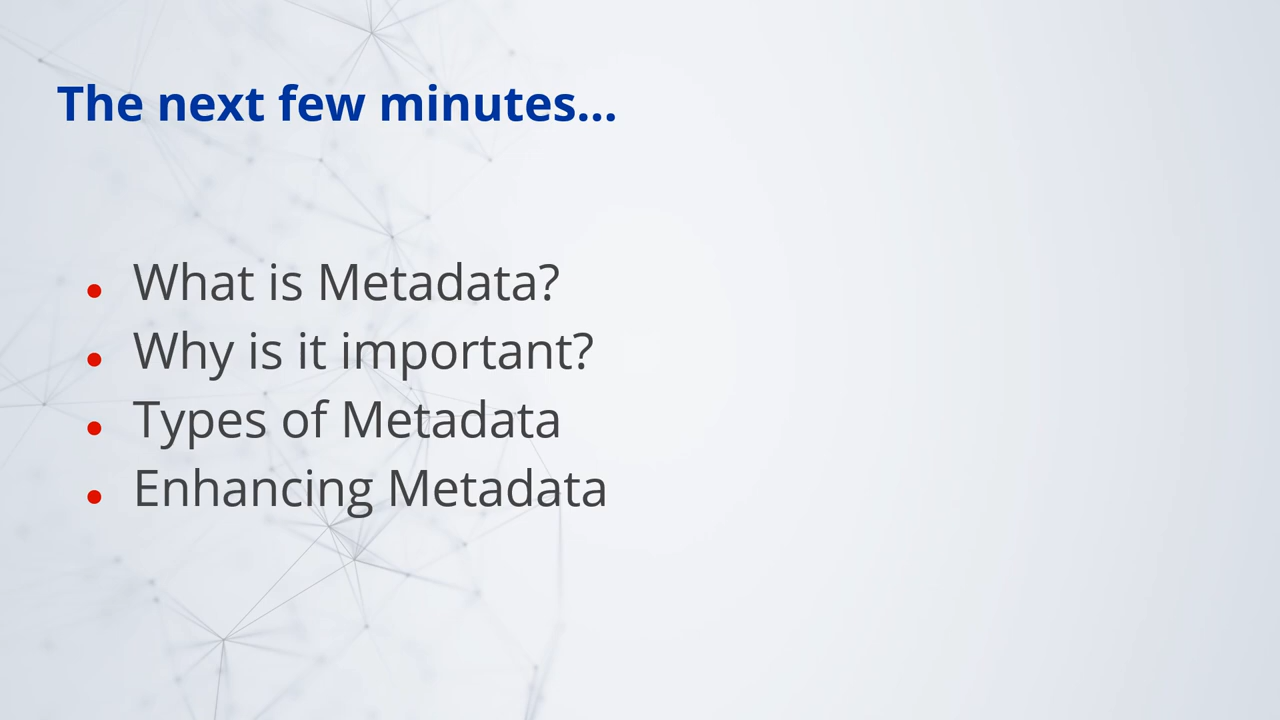 The next few minutes...
What is Metadata?
Why is it important?
Types of Metadata
Enhancing Metadata